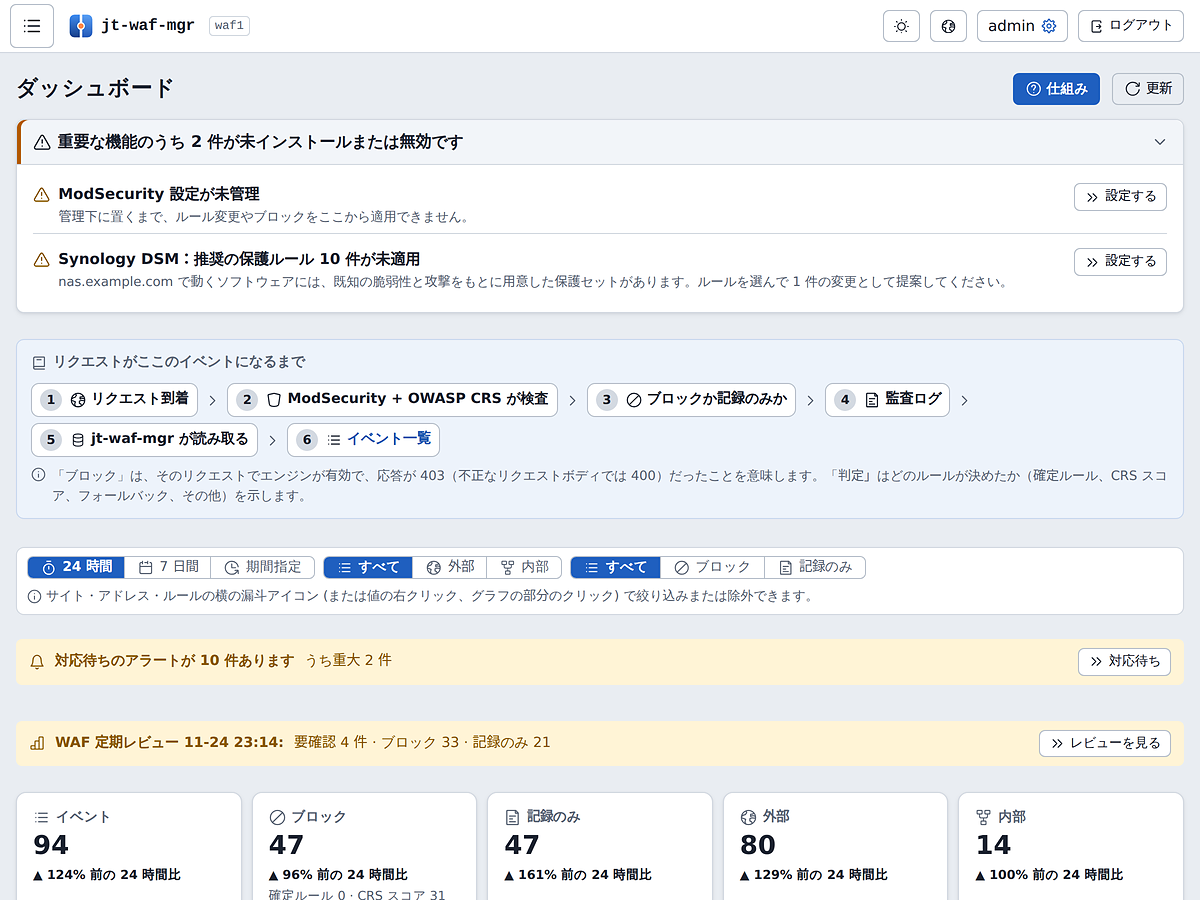 jt-waf-mgr waf1 admin ログアウト
ダッシュボード 仕組み 更新
重要な機能のうち 2 件が未インストールまたは無効です
ModSecurity 設定が未管理 設定する
管理下に置くまで、ルール変更やブロックをここから適用できません。
Synology DSM：推奨の保護ルール 10 件が未適用 設定する
nas.example.com で動くソフトウェアには、既知の脆弱性と攻撃をもとに用意した保護セットがあります。ルールを選んで 1 件の変更として提案してください。
リクエストがここのイベントになるまで
1 リクエスト到着 2 ModSecurity + OWASP CRS が検査 3 ブロックか記録のみか 4 監査ログ
5 jt-waf-mgr が読み取る 6 イベント一覧
「ブロック」は、そのリクエストでエンジンが有効で、応答が 403（不正なリクエストボディでは 400）だったことを意味します。「判定」はどのルールが決めたか（確定ルール、CRS スコ
ア、フォールバック、その他）を示します。
24 時間 7 日間 期間指定 すべて 外部 内部 すべて ブロック 記録のみ
サイト・アドレス・ルールの横の漏斗アイコン (または値の右クリック、グラフの部分のクリック) で絞り込みまたは除外できます。
対応待ちのアラートが 10 件あります うち重大 2 件 対応待ち
WAF 定期レビュー 11-24 23:14: 要確認 4 件 · ブロック 33 · 記録のみ 21 レビューを見る
イベント ブロック 記録のみ 外部 内部
94 47 47 80 14
▲ 124% 前の 24 時間比 ▲ 96% 前の 24 時間比 ▲ 161% 前の 24 時間比 ▲ 129% 前の 24 時間比 ▲ 100% 前の 24 時間比
確定ルール 0 · CRS スコア 31